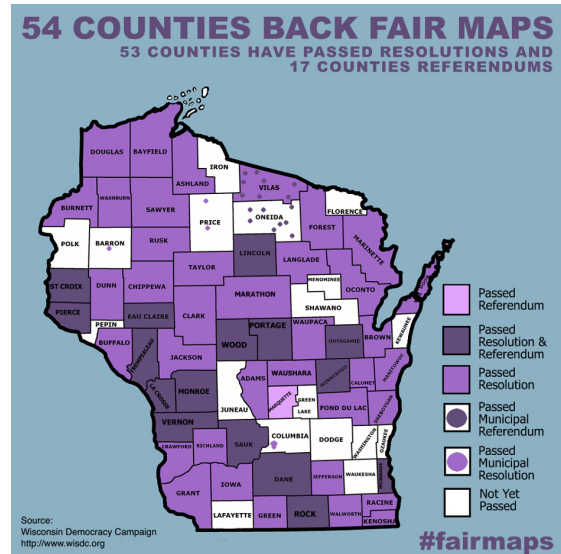 54 COUNTIES BACK FAIR MAPS
53 COUNTIES HAVE PASSED RESOLUTIONS AND
17 COUNTIES REFERENDUMS
DOUGLAS
BAYFIELD
IRON
ASHLAND
VILAS
WASHBURN
BURNETT
SAWYER
PRICE
ONEIDA
FLORENCE
FOREST
MARINETTE
POLK
BARRON
RUSK
LINCOLN
LANGLADE
TAYLOR
MENOMINEE
OCONTO
DOOR
ST CROIX
DUNN
CHIPPEWA
MARATHON
SHAWANO
PIERCE
PEPIN
EAU CLAIRE
CLARK
BUFFALO
TREMPEALEAU
JACKSON
WOOD
PORTAGE
WAUPACA
OUTAGAMIE
BROWN
KEWAUNEE
LA CROSSE
MONROE
JUNEAU
ADAMS
WAUSHARA
WINNEBAGO
CALUMET
MANITOWOC
MARQUETTE
GREEN
LAKE
FOND DU LAC
SHEBOYGAN
VERNON
SAUK
COLUMBIA
DODGE
WASHINGTON
OZAUKEE
CRAWFORD
RICHLAND
DANE
JEFFERSON
WAUKESHA
MILWAUKEE
GRANT
IOWA
LAFAYETTE
GREEN
ROCK
WALWORTH
RACINE
KENOSHA
Passed
Referendum
Passed
Resolution &
Referendum
Passed
Resolution
Passed
Municipal
Referendum
Passed
Municipal
Resolution
Not Yet
Passed
Source:
Wisconsin Democracy Campaign
http://www.wisdc.org
#fairmaps